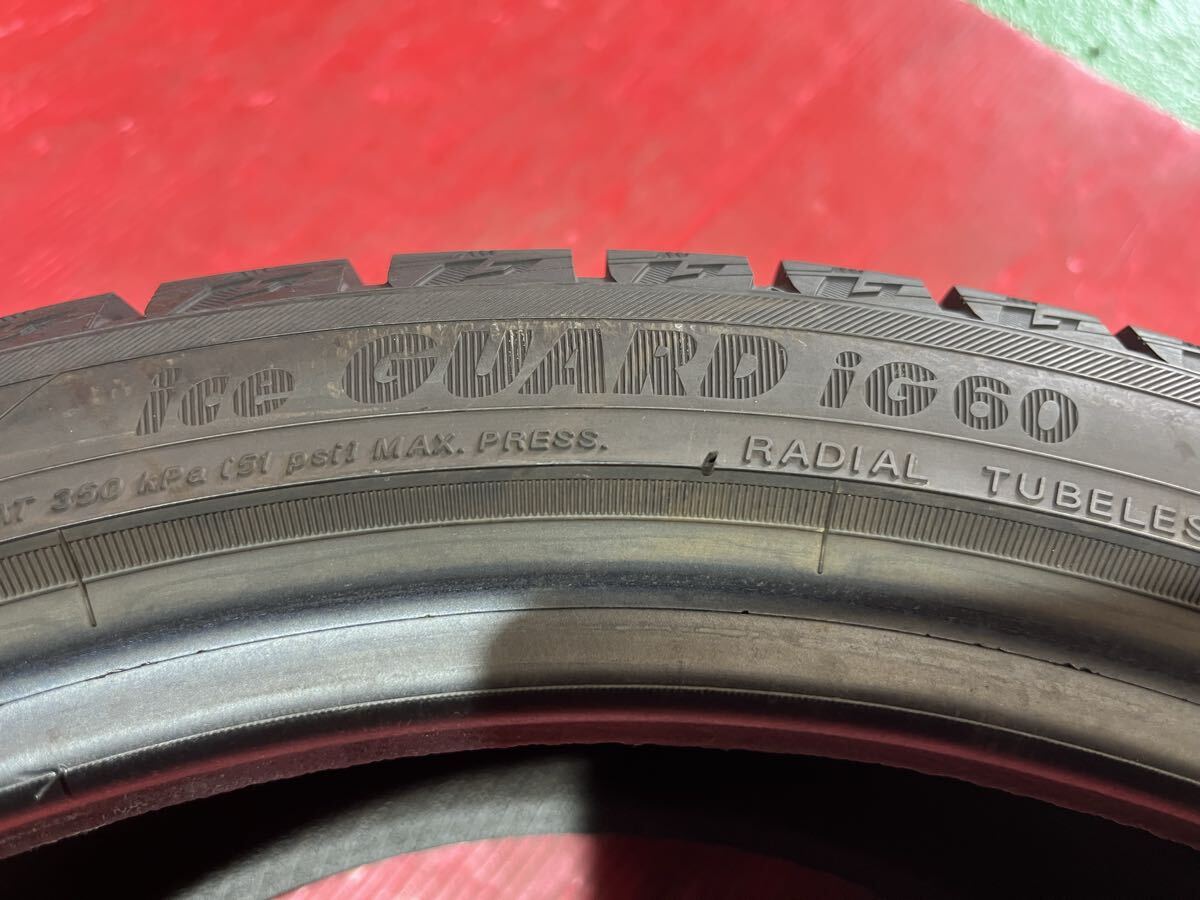 ice GUARD iG60
AT 350 kPa (51 psi) MAX. PRESS.
RADIAL TUBELES